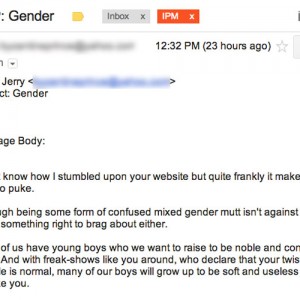 : Gender Inbox x IPM x
12:32 PM (23 hours ago)
Jerry <
ct: Gender
age Body:
t know how I stumbled upon your website but quite frankly it make
o puke.
ugh being some form of confused mixed gender mutt isn't against
something right to brag about either.
of us have young boys who we want to raise to be noble and con
And with freak-shows like you around, who declare that your twis
le is normal, many of our boys will grow up to be soft and useless
ke you.